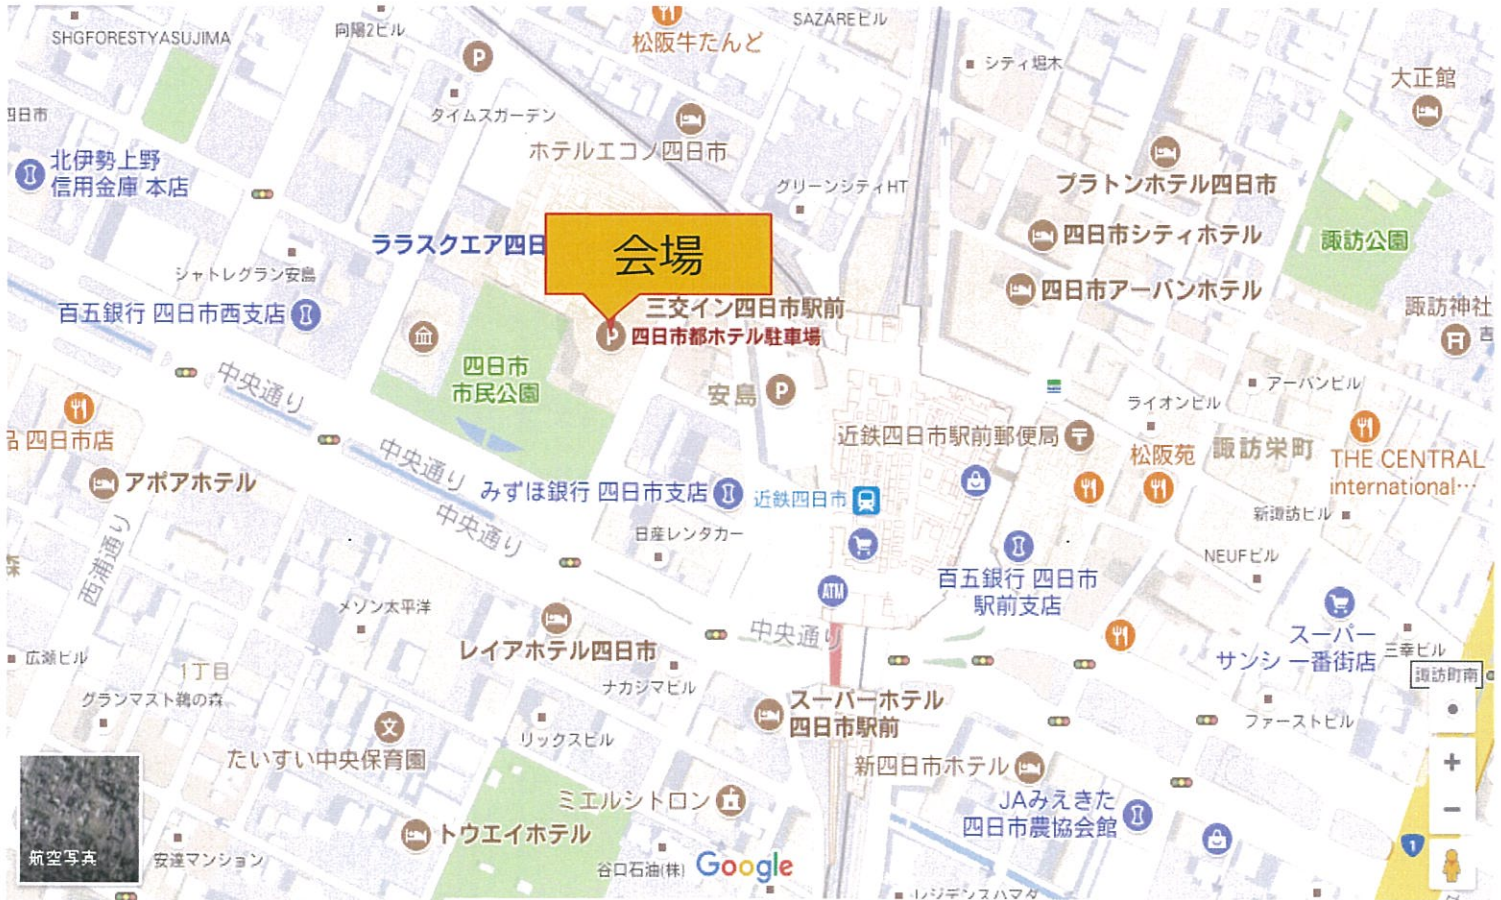 SHGFORESTYASUJIMA
向陽2ビル
松阪牛たんど
SAZAREビル
シティ堀木
大正館
P
タイムスガーデン
四日市
ホテルエコノ四日市
北伊勢上野
信用金庫 本店
グリーンシティHT
プラトンホテル四日市
ララスクエア四日
会場
四日市シティホテル
諏訪公園
シャトレグラン安島
百五銀行 四日市西支店
四日市アーバンホテル
三交イン四日市駅前
P
四日市都ホテル駐車場
諏訪神社
吉
四日市
市民公園
中央通り
安島
P
アーバンビル
ライオンビル
品 四日市店
近鉄四日市駅前郵便局
松阪苑
諏訪栄町
THE CENTRAL
international…
中央通り
アポアホテル
みずほ銀行 四日市支店
近鉄四日市
新諏訪ビル
中央通り
西浦通り
日産レンタカー
森
NEUFビル
百五銀行 四日市
駅前支店
ATM
メゾン太平洋
中央通り
スーパー
サンシ 一番街店
三幸ビル
レイアホテル四日市
広瀬ビル
1丁目
ナカジマビル
諏訪町南
グランマスト鵜の森
スーパーホテル
四日市駅前
ファーストビル
文
リックスビル
たいすい中央保育園
新四日市ホテル
+
ミエルシトロン
JAみえきた
四日市農協会館
−
トウエイホテル
1
航空写真
安達マンション
谷口石油(株)
Google
レジデンスハマダ